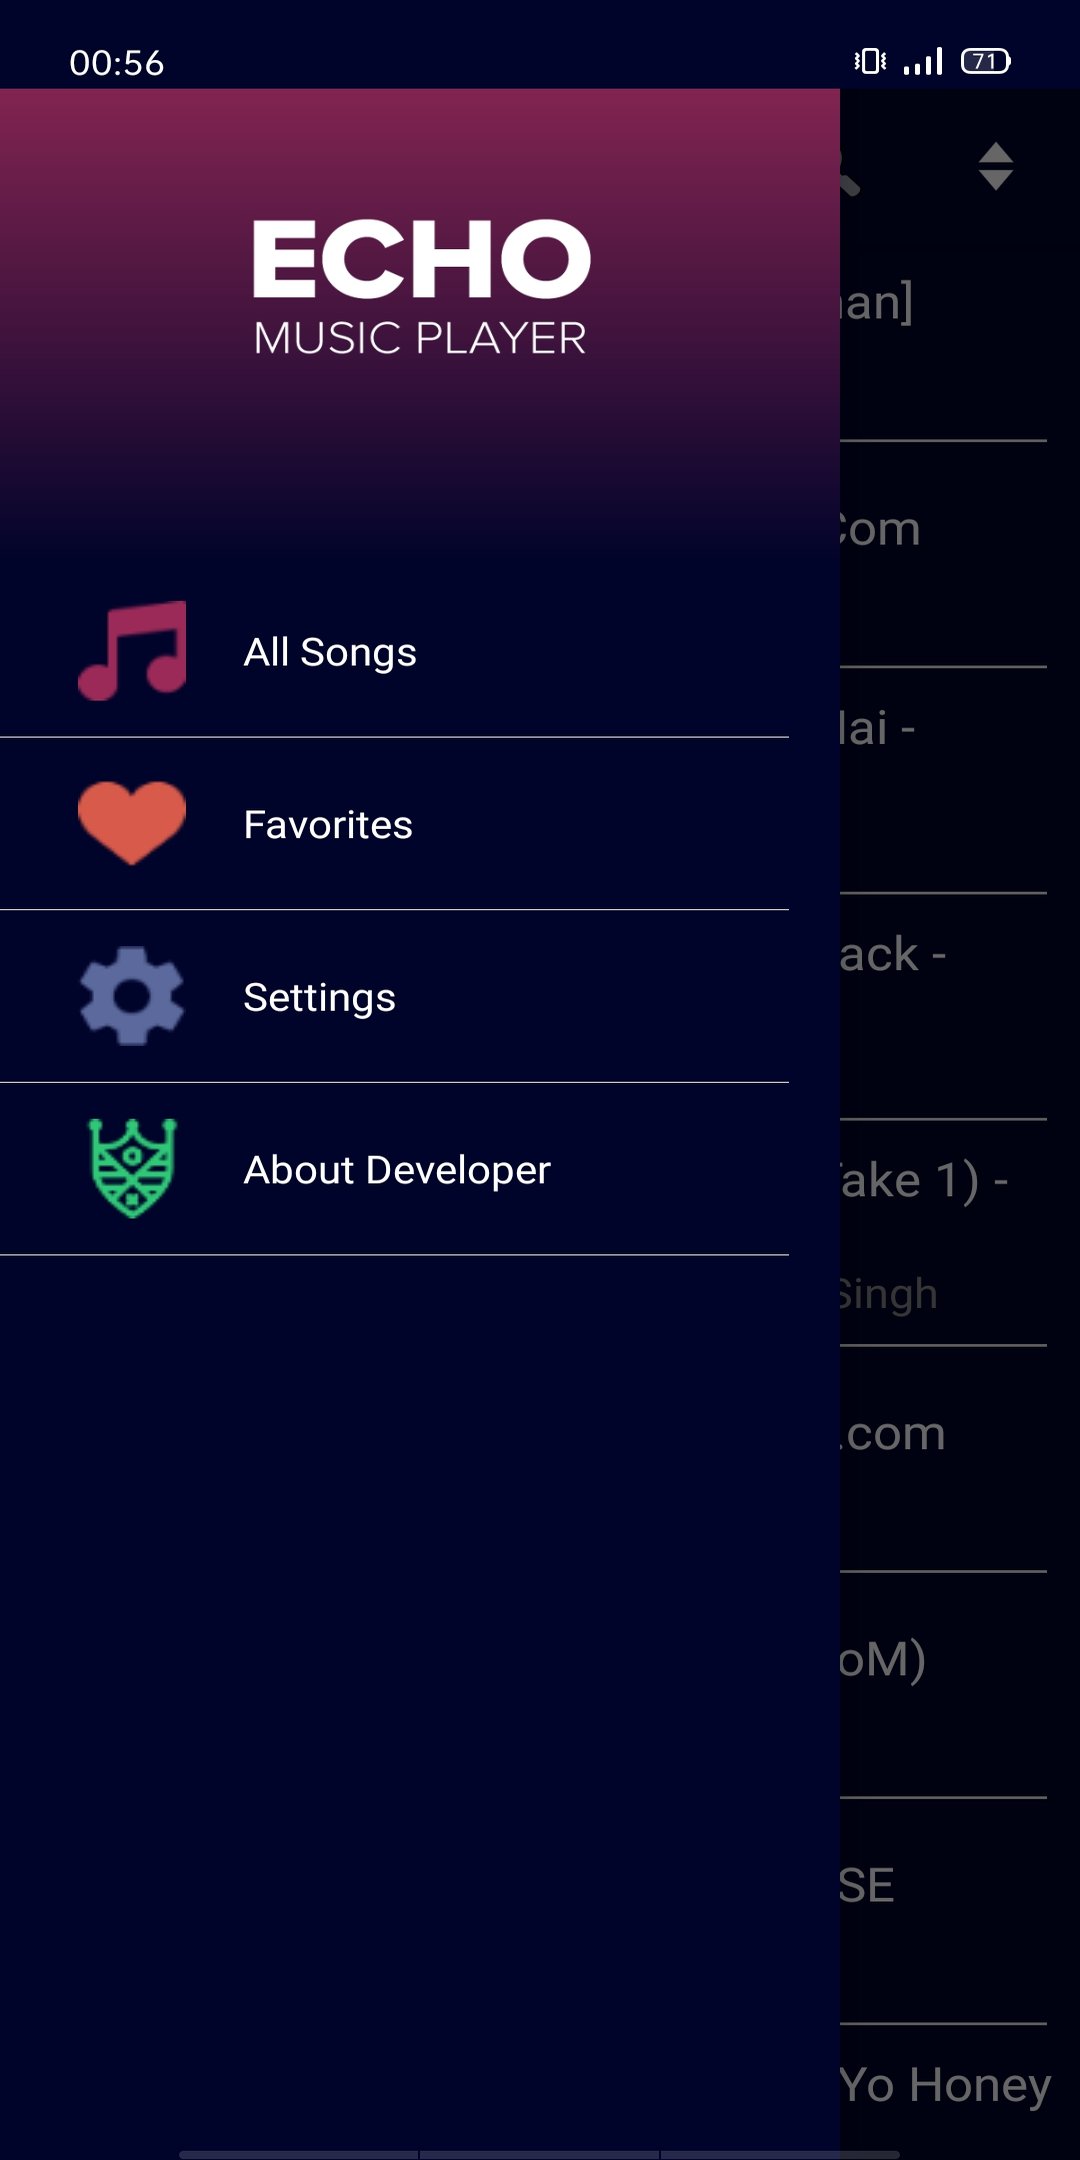 00:56
71
ECHO
MUSIC PLAYER
an]
om
All Songs
lai -
Favorites
ack -
Settings
About Developer
ake 1) -
Singh
.com
oM)
SE
Yo Honey